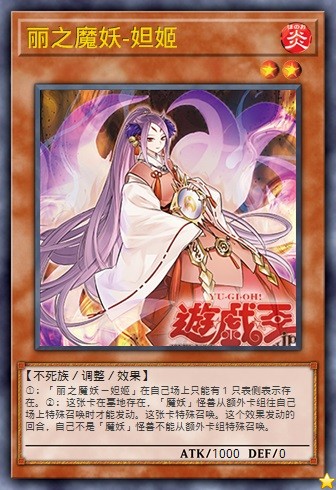 丽之魔妖-妲姬
炎
YU-GI-OH!
遊戯王
JP
【不死族／调整／效果】
①：「丽之魔妖－妲姬」在自己场上只能有１只表侧表示存
在。②：这张卡在墓地存在，「魔妖」怪兽从额外卡组往自己
场上特殊召唤时才能发动。这张卡特殊召唤。这个效果发动的
回合，自己不是「魔妖」怪兽不能从额外卡组特殊召唤。
ATK/1000 DEF/0